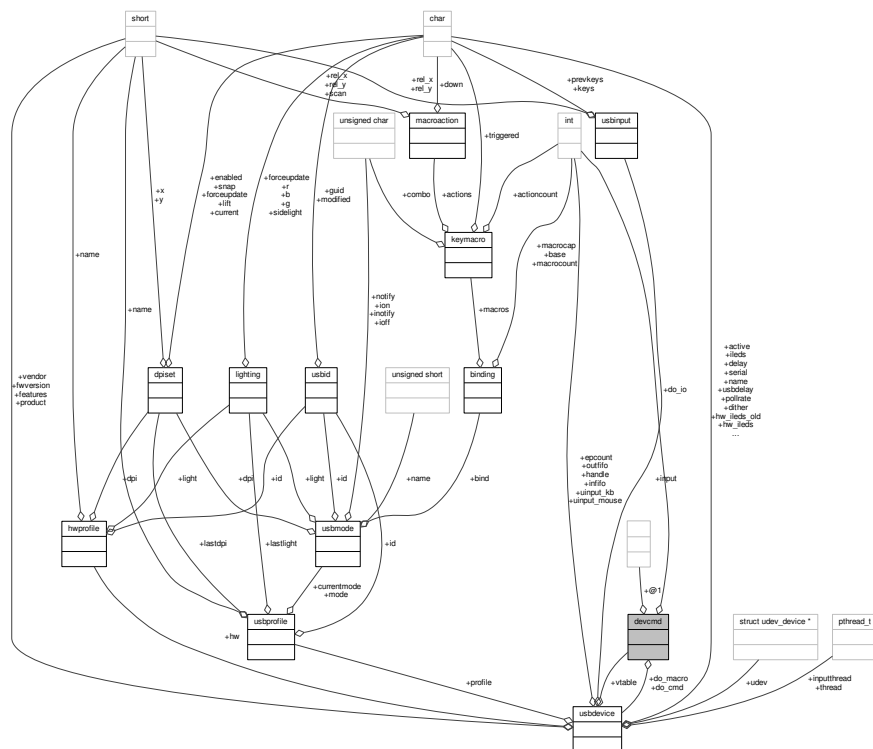 short
char
+rel_x
+rel_y
+scan
+rel_x
+rel_y
+down
+prevkeys
+keys
unsigned char
macroaction
int
usbinput
+triggered
+enabled
+snap
+forceupdate
+lift
+current
+x
+y
+forceupdate
+r
+b
+g
+sidelight
+guid
+modified
+combo
+actions
+actioncount
+name
keymacro
+macrocap
+base
+macrocount
+notify
+ion
+inotify
+ioff
+macros
+name
+vendor
+fwversion
+features
+product
dpiset
lighting
usbid
unsigned short
binding
+do_io
+active
+ileds
+delay
+serial
+name
+usbdelay
+pollrate
+dither
+hw_ileds_old
+hw_ileds
...
+epcount
+outfifo
+handle
+infifo
+uinput_kb
+uinput_mouse
+dpi
+light
+dpi
+id
+light
+id
+name
+bind
+input
hwprofile
usbmode
+lastdpi
+lastlight
+id
+currentmode
+mode
+@1
+hw
usbprofile
devcmd
struct udev_device *
pthread_t
+profile
+vtable
+do_macro
+do_cmd
+udev
+inputthread
+thread
usbdevice